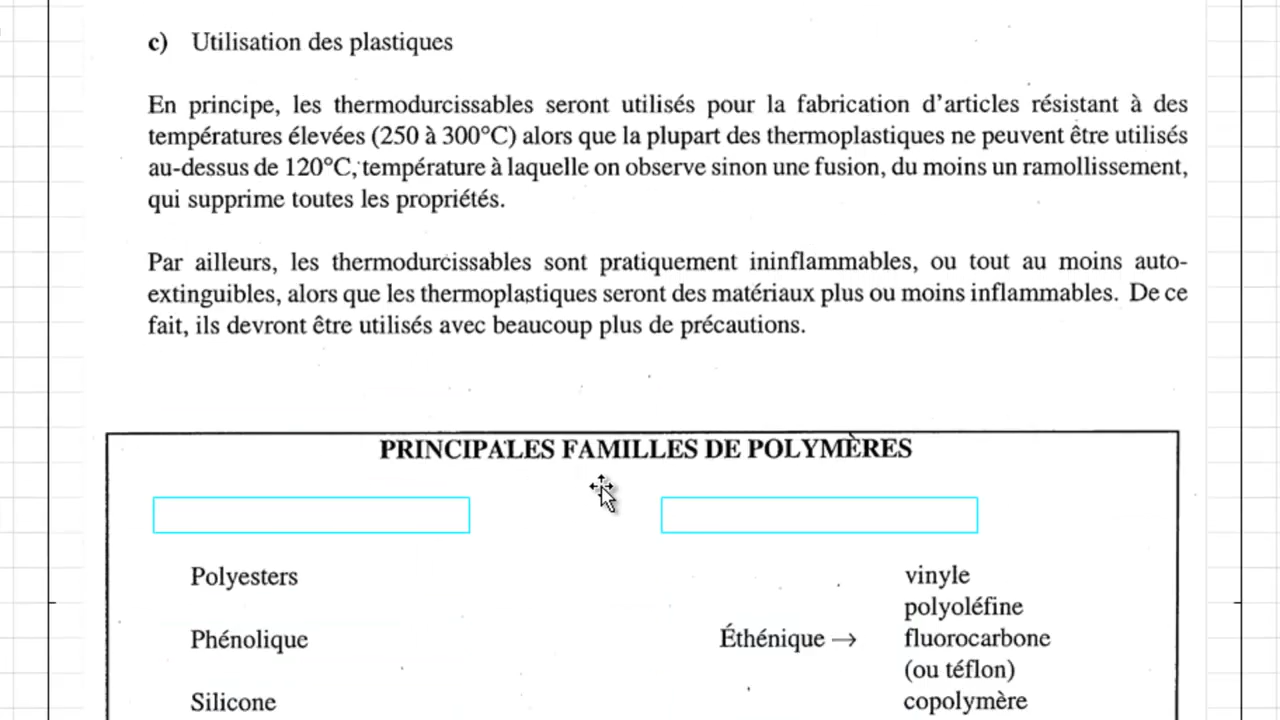 c) Utilisation des plastiques
En principe, les thermodurcissables seront utilisés pour la fabrication d'articles résistant à des
températures élevées (250 à 300°C) alors que la plupart des thermoplastiques ne peuvent être utilisés
au-dessus de 120°C, température à laquelle on observe sinon une fusion, du moins un ramollissement,
qui supprime toutes les propriétés.
Par ailleurs, les thermodurcissables sont pratiquement ininflammables, ou tout au moins auto-
extinguibles, alors que les thermoplastiques seront des matériaux plus ou moins inflammables. De ce
fait, ils devront être utilisés avec beaucoup plus de précautions.
PRINCIPALES FAMILLES DE POLYMÈRES
Polyesters
Phénolique
Silicone
Éthénique →
vinyle
polyoléfine
fluorocarbone
(ou téflon)
copolymère